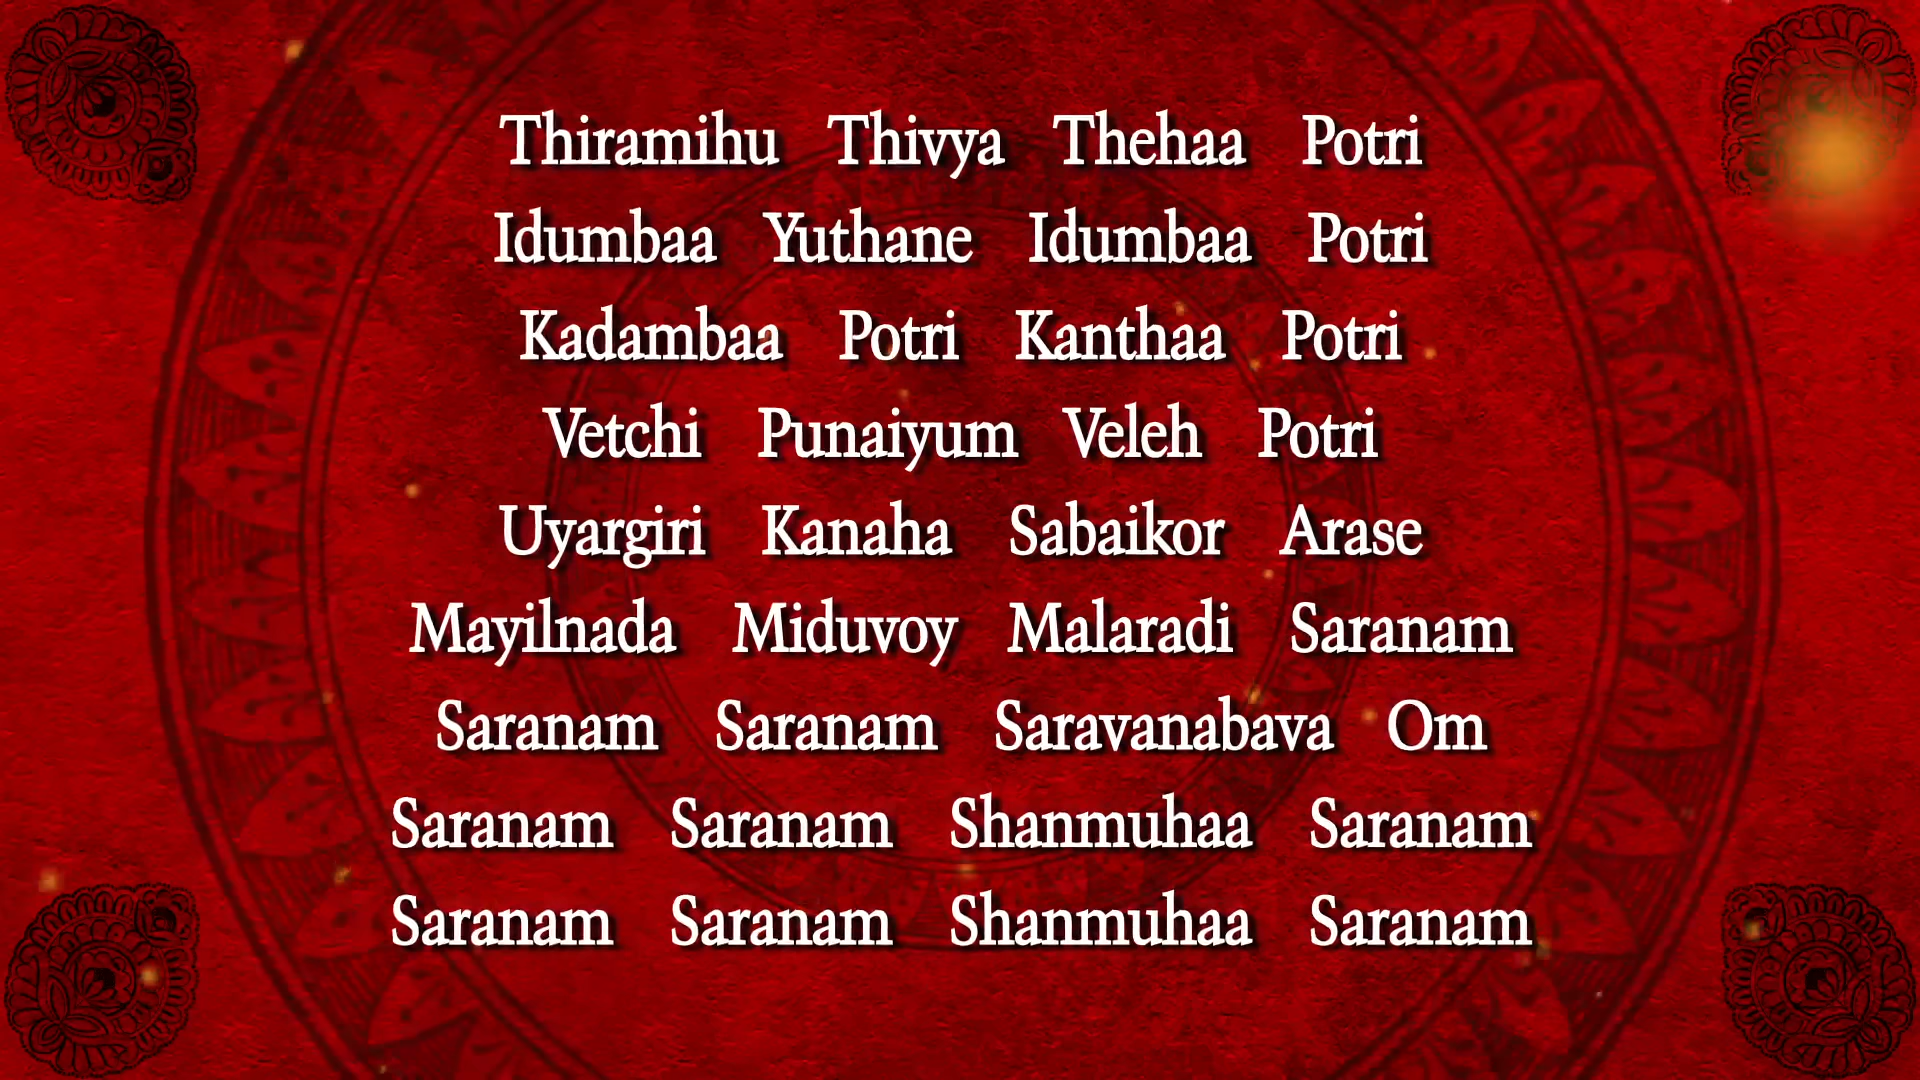 Thiramihu Thivya Thehaa Potri
Idumbaa Yuthane Idumbaa Potri
Kadambaa Potri Kanthaa Potri
Vetchi Punaiyum Veleh Potri
Uyargiri Kanaha Sabaikor Arase
Mayilnada Miduvoy Malaradi Saranam
Saranam Saranam Saravanabava Om
Saranam Saranam Shanmuhaa Saranam
Saranam Saranam Shanmuhaa Saranam